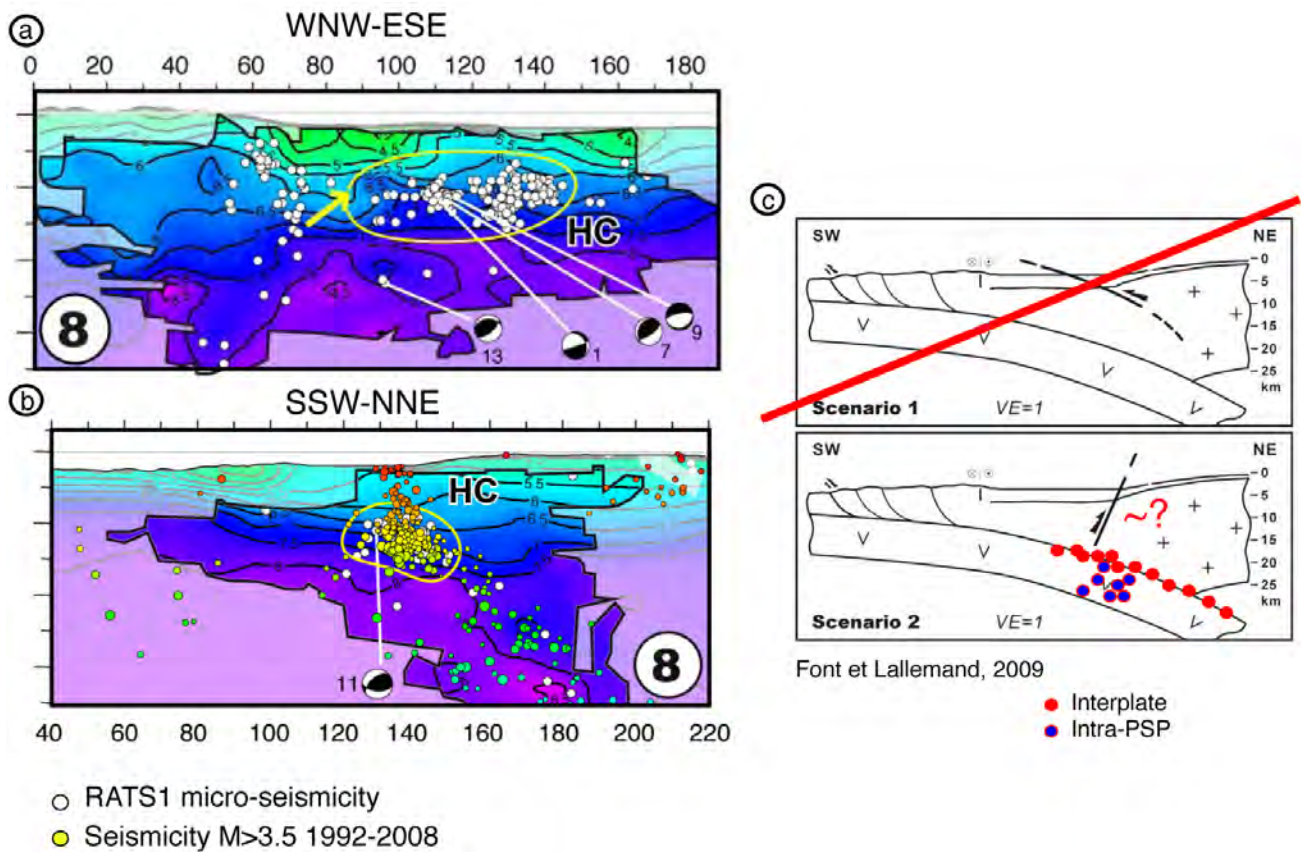 a
WNW-ESE
0 20 40 60 80 100 120 140 160 180
HC
8
13
1
7
9
b
SSW-NNE
HC
5.5
6
6.5
11
8
40 60 80 100 120 140 160 180 200 220
RATS1 micro-seismicity
Seismicity M>3.5 1992-2008
c
SW NE
0
5
10
15
20
25
km
Scenario 1 VE=1
SW NE
~?
0
5
10
15
20
25
km
Scenario 2 VE=1
Font et Lallemand, 2009
Interplate
Intra-PSP